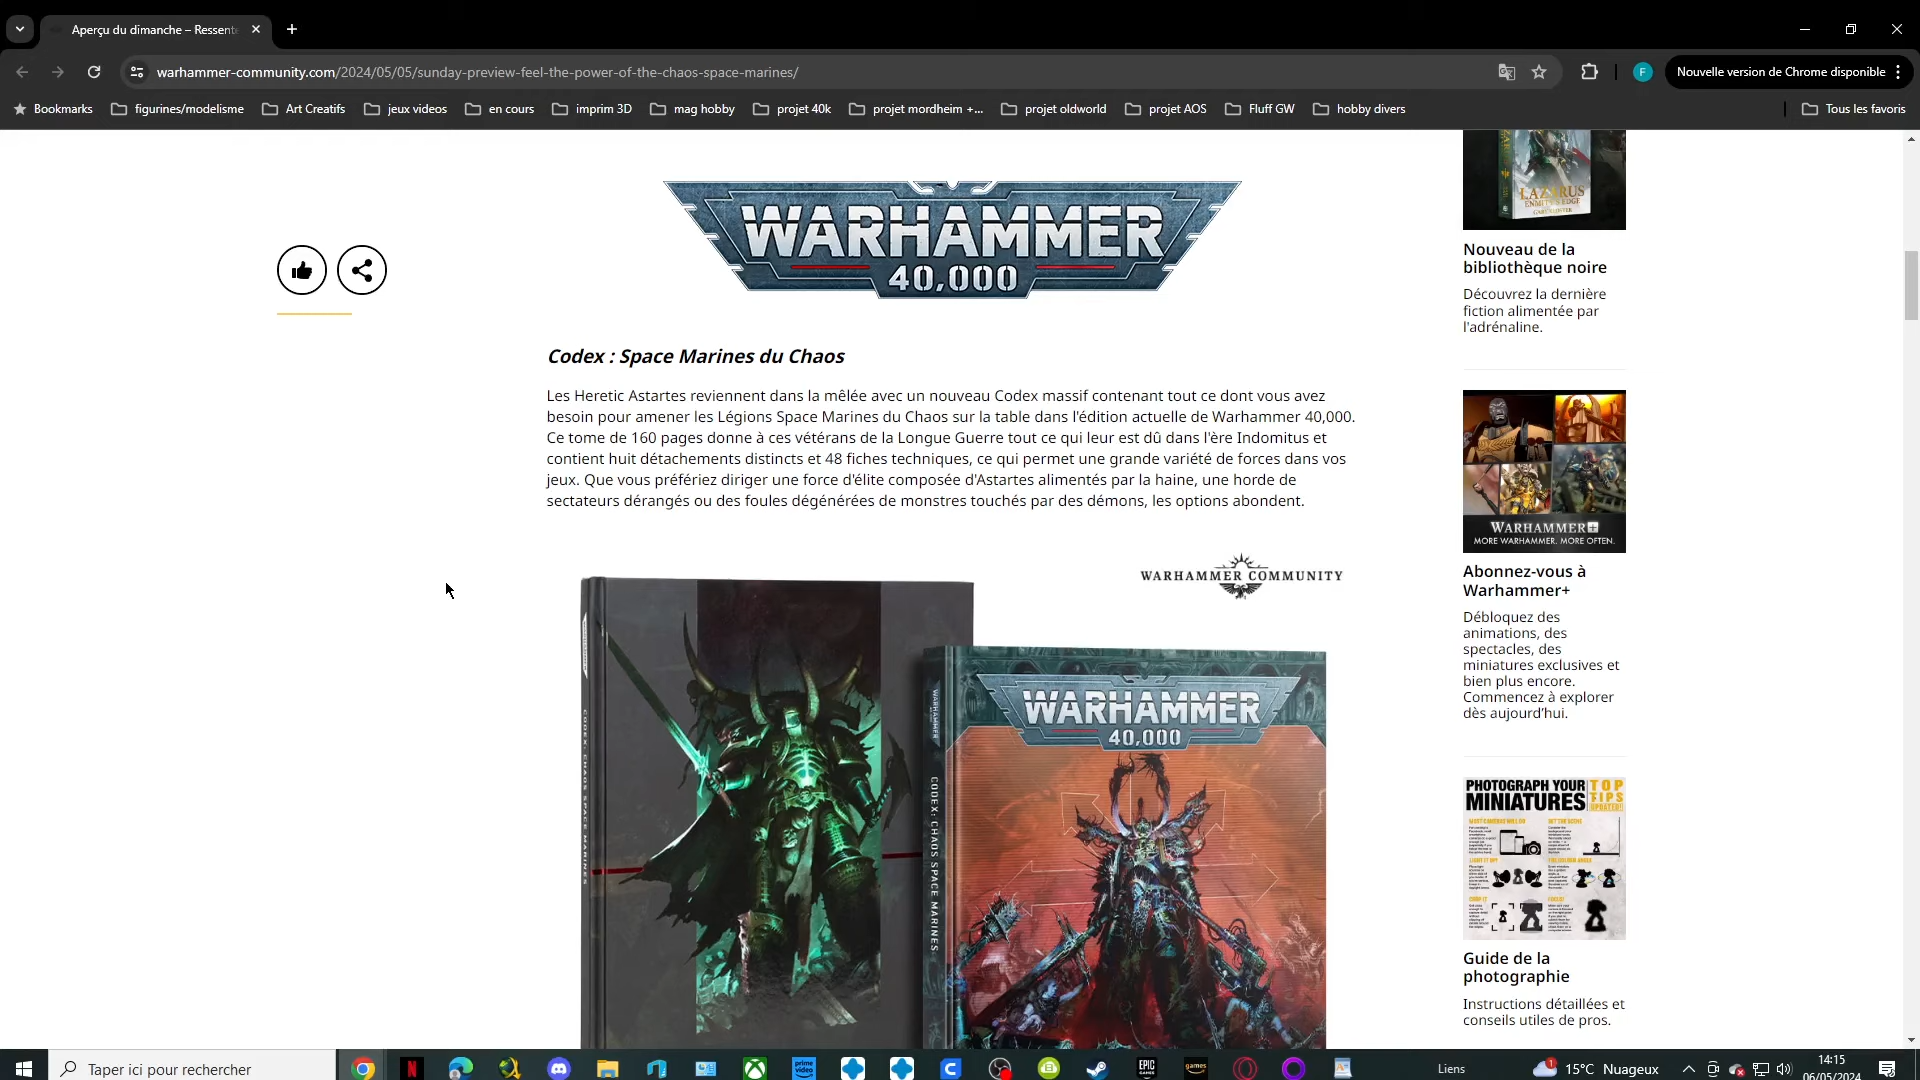 Aperçu du dimanche – Ressent
warhammer-community.com/2024/05/05/sunday-preview-feel-the-power-of-the-chaos-space-marines/
F
Nouvelle version de Chrome disponible
Bookmarks
figurines/modelisme
Art Creatifs
jeux videos
en cours
imprim 3D
mag hobby
projet 40k
projet mordheim +...
projet oldworld
projet AOS
Fluff GW
hobby divers
Tous les favoris
WARHAMMER
40,000
Codex : Space Marines du Chaos
Les Heretic Astartes reviennent dans la mêlée avec un nouveau Codex massif contenant tout ce dont vous avez
besoin pour amener les Légions Space Marines du Chaos sur la table dans l'édition actuelle de Warhammer 40,000.
Ce tome de 160 pages donne à ces vétérans de la Longue Guerre tout ce qui leur est dû dans l'ère Indomitus et
contient huit détachements distincts et 48 fiches techniques, ce qui permet une grande variété de forces dans vos
jeux. Que vous préfériez diriger une force d'élite composée d'Astartes alimentés par la haine, une horde de
sectateurs dérangés ou des foules dégénérées de monstres touchés par des démons, les options abondent.
WARHAMMER COMMUNITY
CODEX: CHAOS SPACE MARINES
WARHAMMER
CODEX: CHAOS SPACE MARINES
WARHAMMER
40,000
LAZARUS
ENMITY'S EDGE
Nouveau de la
bibliothèque noire
Découvrez la dernière
fiction alimentée par
l'adrénaline.
WARHAMMER+
MORE WARHAMMER. MORE OFTEN.
Abonnez-vous à
Warhammer+
Débloquez des
animations, des
spectacles, des
miniatures exclusives et
bien plus encore.
Commencez à explorer
dès aujourd'hui.
PHOTOGRAPH YOUR
MINIATURES
TOP
TIPS
Guide de la
photographie
Instructions détaillées et
conseils utiles de pros.
Taper ici pour rechercher
Liens
1
15°C Nuageux
14:15
06/05/2024